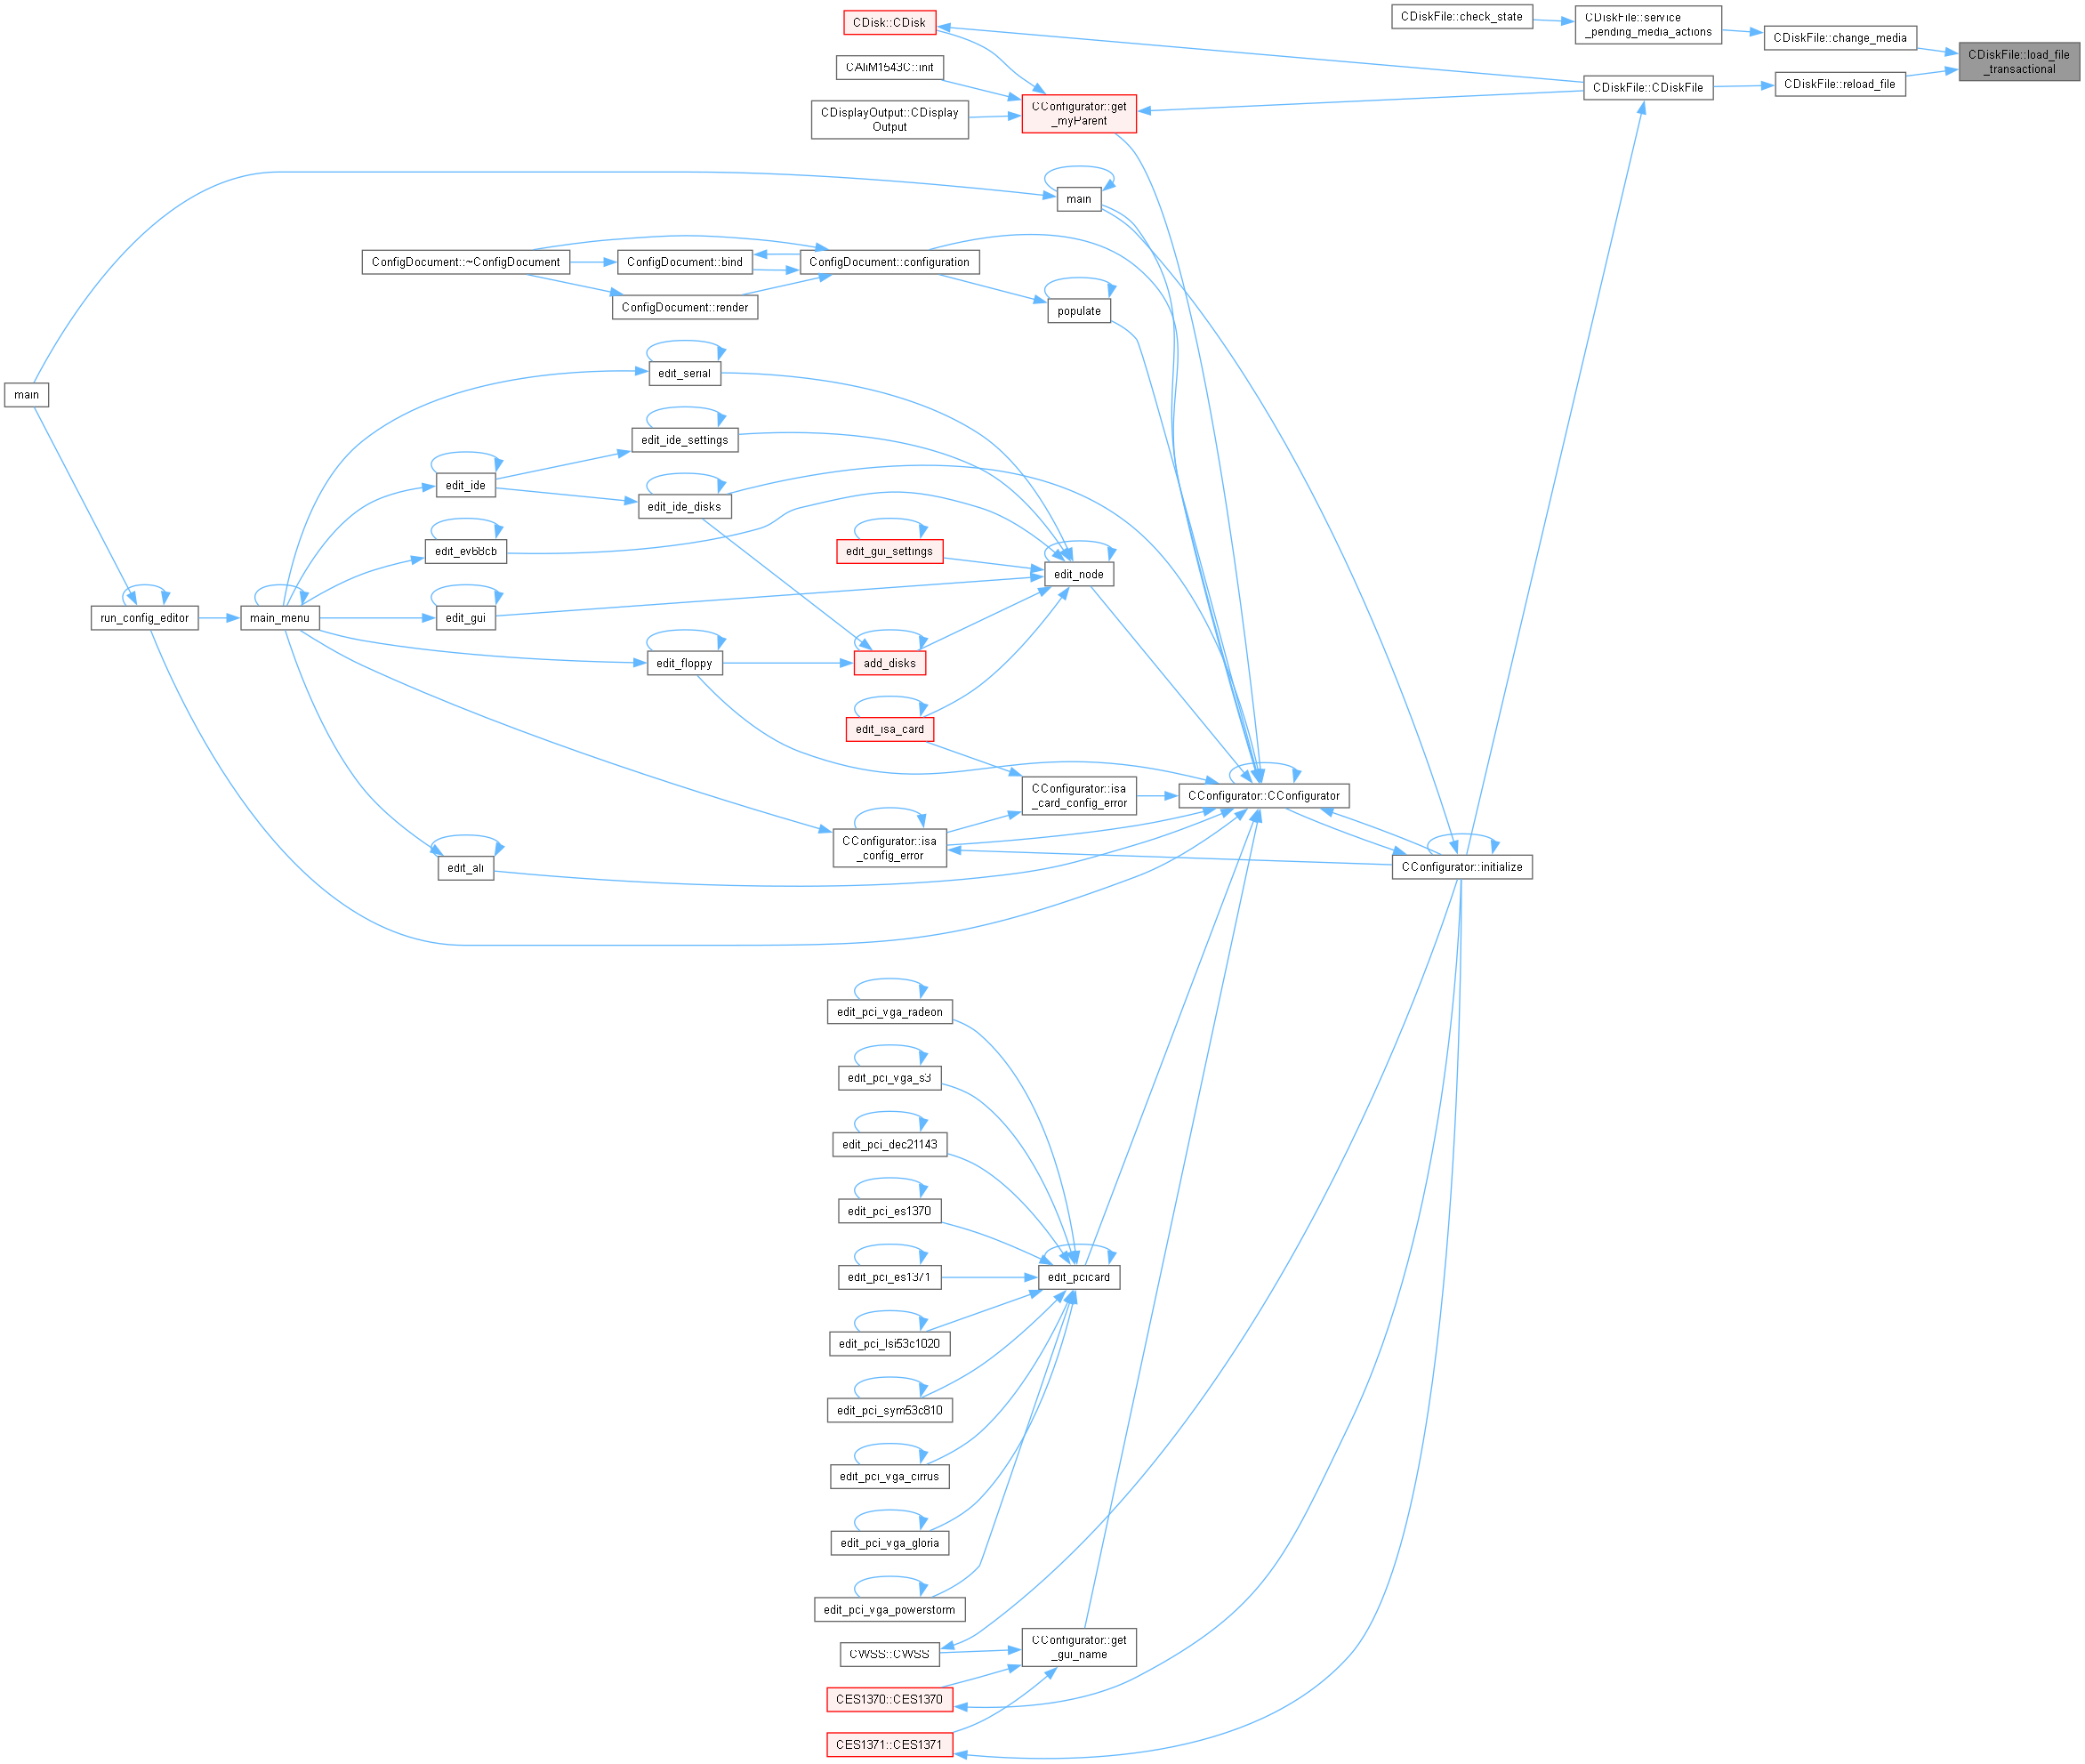 CDisk::CDisk
CDiskFile::check_state
CDiskFile::service
_pending_media_actions
CDiskFile::change_media
CDiskFile::load_file
_transactional
CAliM1543C::init
CConfigurator::get
_myParent
CDiskFile::CDiskFile
CDiskFile::reload_file
CDisplayOutput::CDisplay
Output
main
ConfigDocument::~ConfigDocument
ConfigDocument::bind
ConfigDocument::configuration
ConfigDocument::render
populate
edit_serial
main
edit_ide_settings
edit_ide
edit_ide_disks
edit_ev68cb
edit_gui_settings
edit_node
run_config_editor
main_menu
edit_gui
edit_floppy
add_disks
edit_isa_card
CConfigurator::isa
_card_config_error
CConfigurator::CConfigurator
CConfigurator::isa
_config_error
edit_ali
CConfigurator::initialize
edit_pci_vga_radeon
edit_pci_vga_s3
edit_pci_dec21143
edit_pci_es1370
edit_pci_es1371
edit_pcicard
edit_pci_lsi53c1020
edit_pci_sym53c810
edit_pci_vga_cirrus
edit_pci_vga_gloria
edit_pci_vga_powerstorm
CConfigurator::get
_gui_name
CWSS::CWSS
CES1370::CES1370
CES1371::CES1371